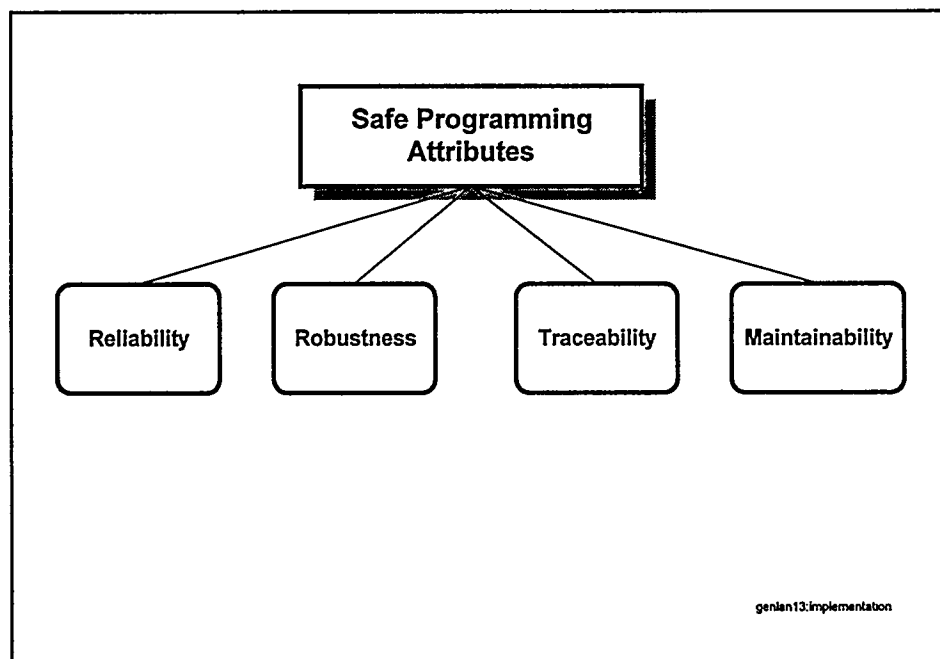 Safe Programming
Attributes
Reliability
Robustness
Traceability
Maintainability
genlan13:implementation